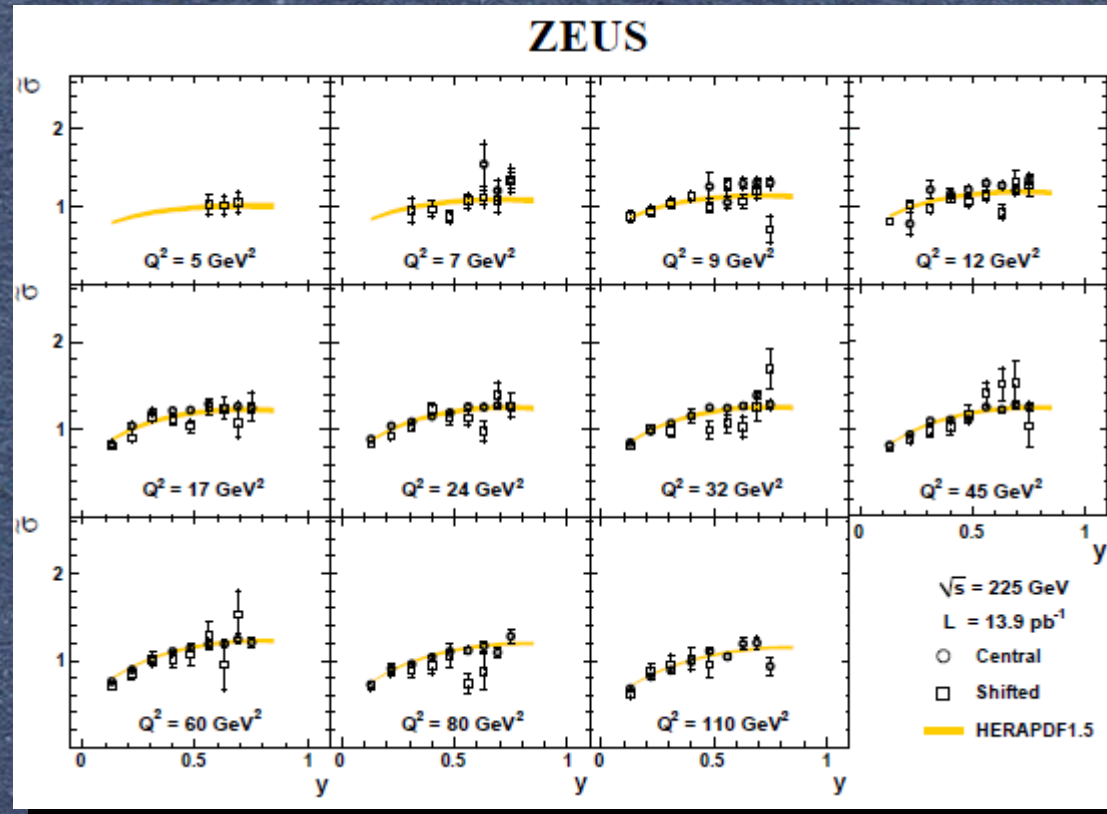 ZEUS
σ̃
2
1
Q² = 5 GeV²
Q² = 7 GeV²
Q² = 9 GeV²
Q² = 12 GeV²
σ̃
2
1
Q² = 17 GeV²
Q² = 24 GeV²
Q² = 32 GeV²
Q² = 45 GeV²
σ̃
0 0.5 1
y
2
1
√s = 225 GeV
L = 13.9 pb⁻¹
Central
Shifted
HERAPDF1.5
Q² = 60 GeV²
Q² = 80 GeV²
Q² = 110 GeV²
0 0.5 1
y
0 0.5 1
y
0 0.5 1
y